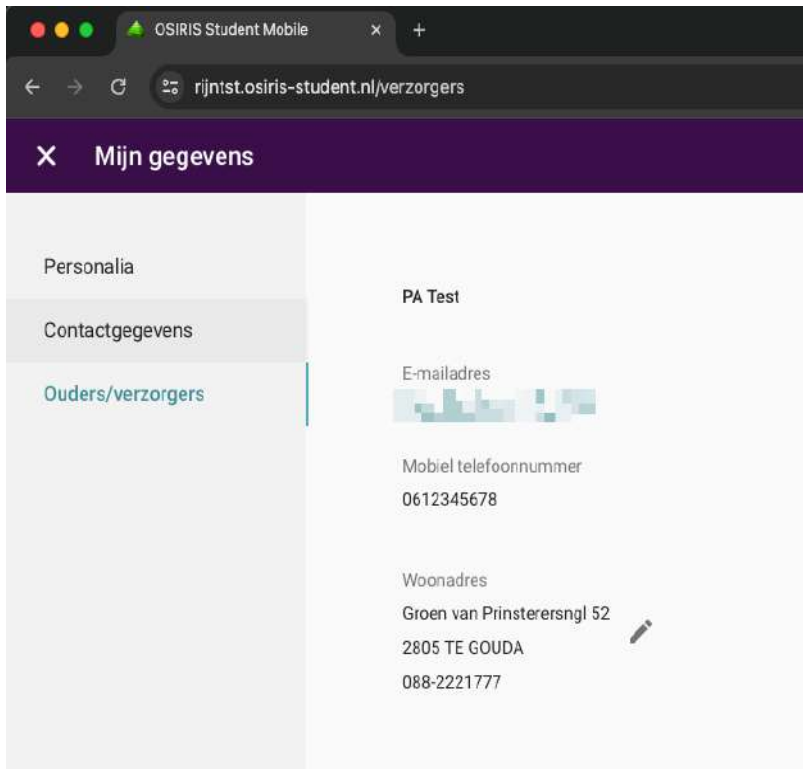 OSIRIS Student Mobile
rijntst.osiris-student.nl/verzorgers
Mijn gegevens
Personalia
Contactgegevens
Ouders/verzorgers
PA Test
E-mailadres
Mobiel telefoonnummer
0612345678
Woonadres
Groen van Prinsterersngl 52
2805 TE GOUDA
088-2221777